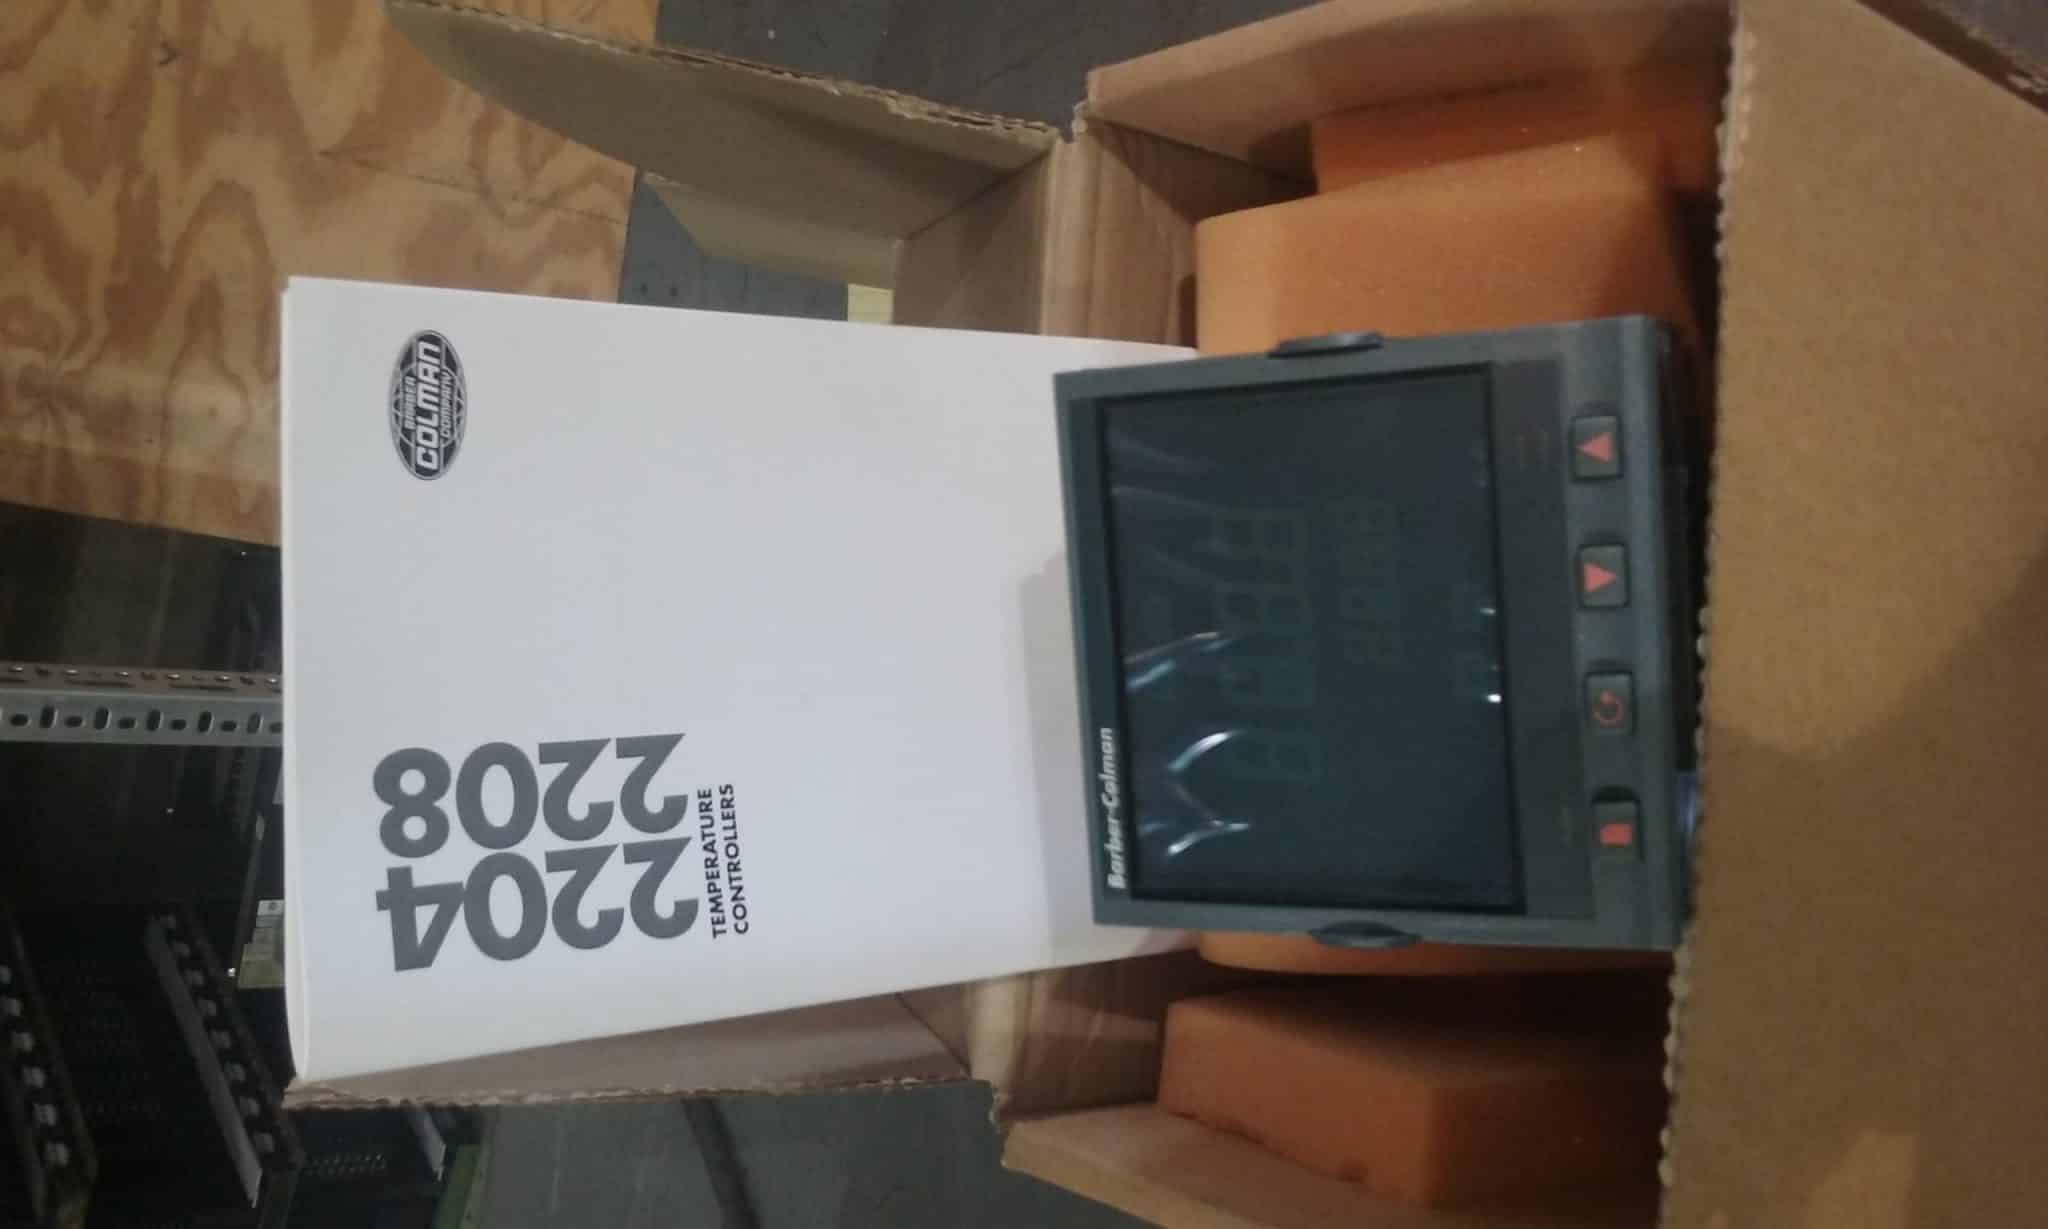 BARBER
COLMAN
COMPANY
2208
2204
TEMPERATURE
CONTROLLERS
Barber-Colman